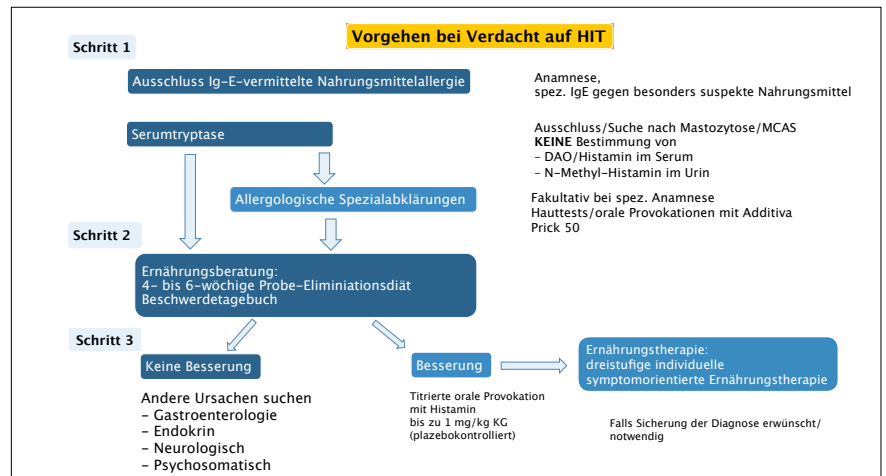 Vorgehen bei Verdacht auf HIT
Schritt 1
Ausschluss Ig-E-vermittelte Nahrungsmittelallergie
Anamnese,
spez. IgE gegen besonders suspekte Nahrungsmittel
Serumtryptase
Ausschluss/Suche nach Mastozytose/MCAS
KEINE Bestimmung von
– DAO/Histamin im Serum
– N-Methyl-Histamin im Urin
Allergologische Spezialabklärungen
Fakultativ bei spez. Anamnese
Hauttests/orale Provokationen mit Additiva
Prick 50
Schritt 2
Ernährungsberatung:
4- bis 6-wöchige Probe-Eliminiationsdiät
Beschwerdetagebuch
Schritt 3
Keine Besserung
Besserung
Ernährungstherapie:
dreistufige individuelle
symptomorientierte Ernährungstherapie
Andere Ursachen suchen
– Gastroenterologie
– Endokrin
– Neurologisch
– Psychosomatisch
Titrierte orale Provokation
mit Histamin
bis zu 1 mg/kg KG
(plazebokontrolliert)
Falls Sicherung der Diagnose erwünscht/
notwendig